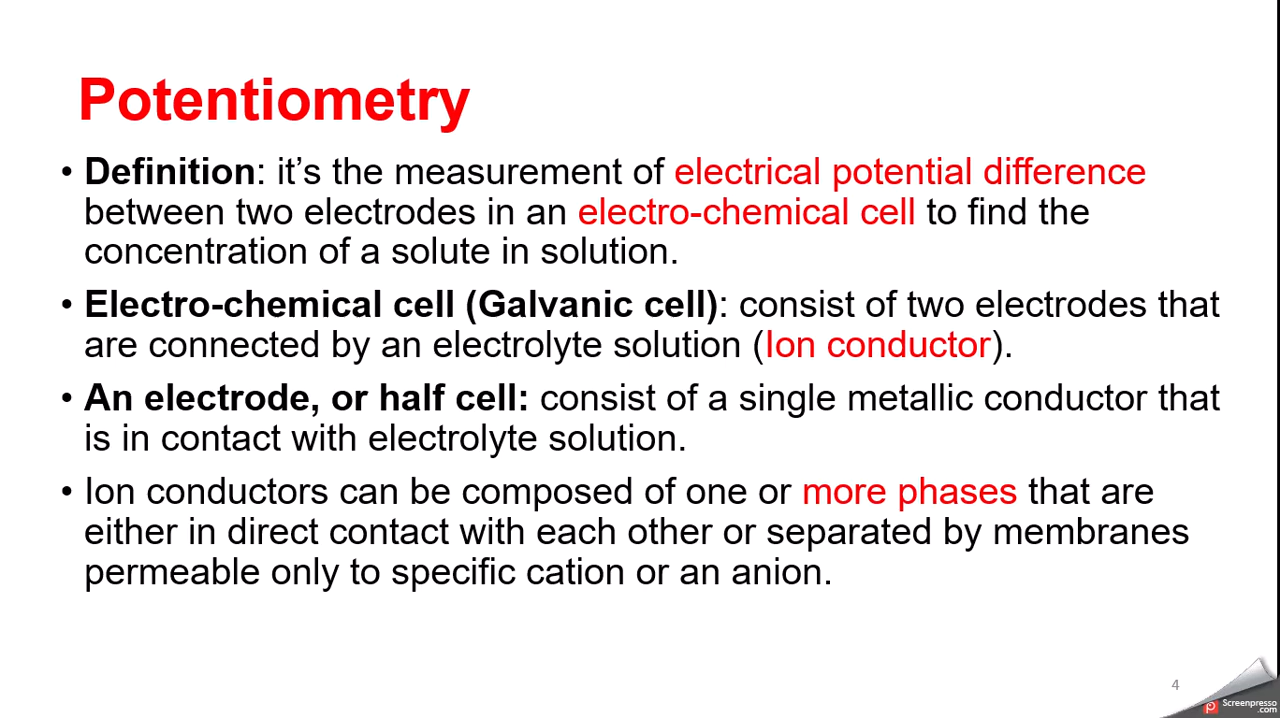 Potentiometry
• Definition: it’s the measurement of electrical potential difference
between two electrodes in an electro-chemical cell to find the
concentration of a solute in solution.
• Electro-chemical cell (Galvanic cell): consist of two electrodes that
are connected by an electrolyte solution (Ion conductor).
• An electrode, or half cell: consist of a single metallic conductor that
is in contact with electrolyte solution.
• Ion conductors can be composed of one or more phases that are
either in direct contact with each other or separated by membranes
permeable only to specific cation or an anion.
4
Screenpresso
.com